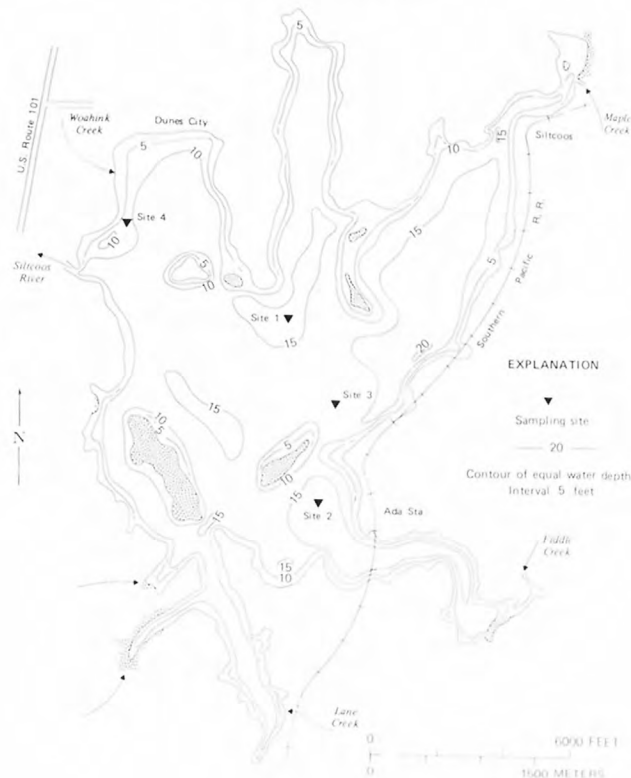 5
Maple
Creek
Siltcoos
15
10
Dunes City
Woahink
Creek
U.S. Route 101
5
10
Site 4
10
Siltcoos
River
5
10
15
5
Southern Pacific R. R.
Site 1
15
20
Site 3
EXPLANATION
Sampling site
20
Contour of equal water depth
Interval 5 feet
N
15
10
5
5
10
15
Site 2
Ada Sta
15
15
10
Fiddle
Creek
Lane
Creek
0 6000 FEET
0 1500 METERS